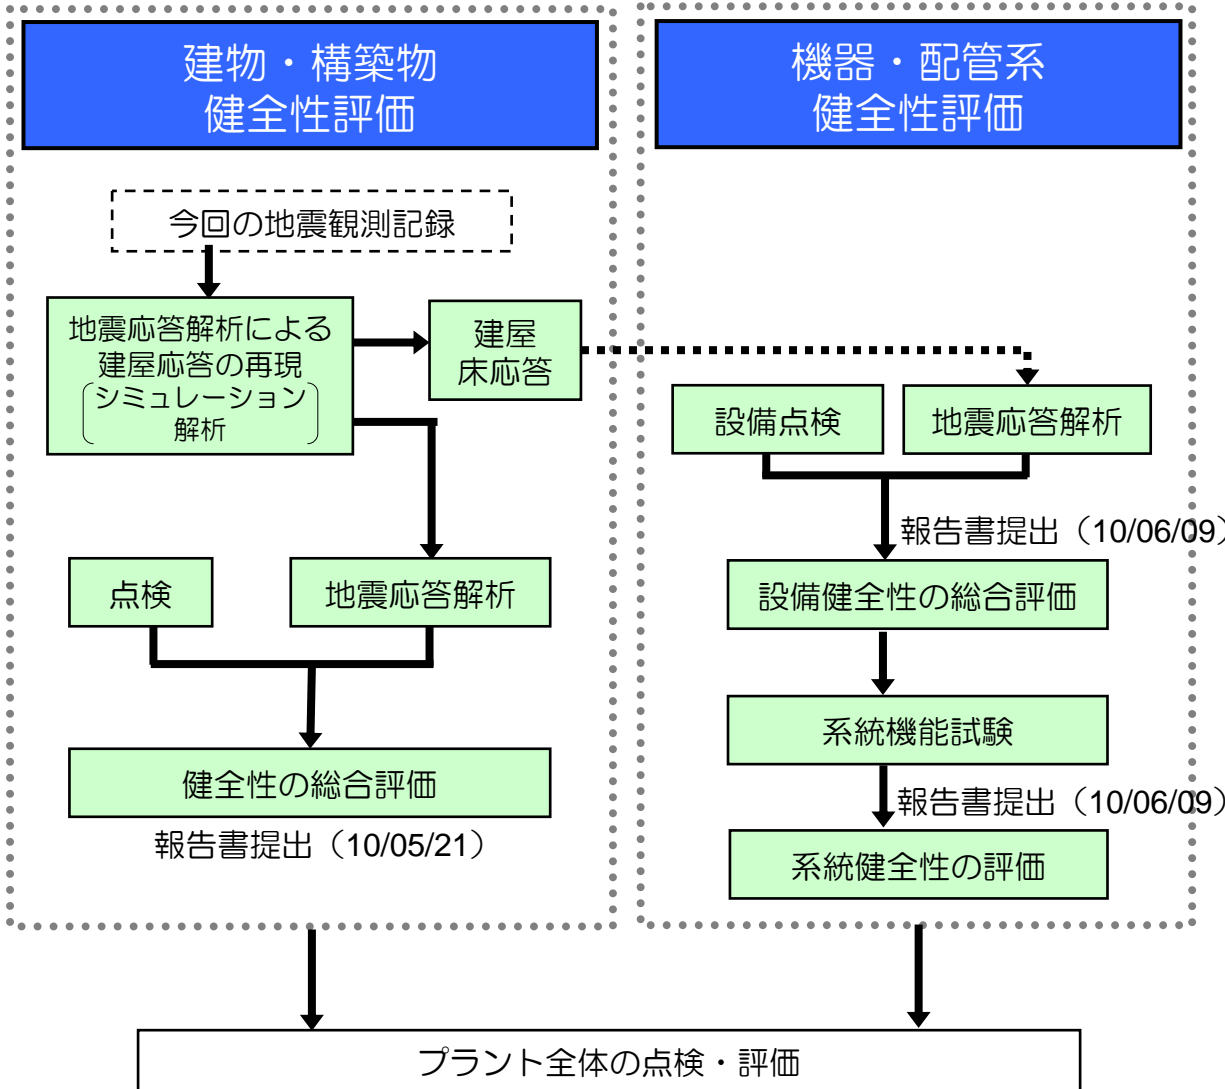 建物・構築物
健全性評価
今回の地震観測記録
地震応答解析による
建屋応答の再現
シミュレーション
解析
建屋
床応答
点検
地震応答解析
健全性の総合評価
報告書提出（10/05/21）
機器・配管系
健全性評価
設備点検
地震応答解析
報告書提出（10/06/09）
設備健全性の総合評価
系統機能試験
報告書提出（10/06/09）
系統健全性の評価
プラント全体の点検・評価